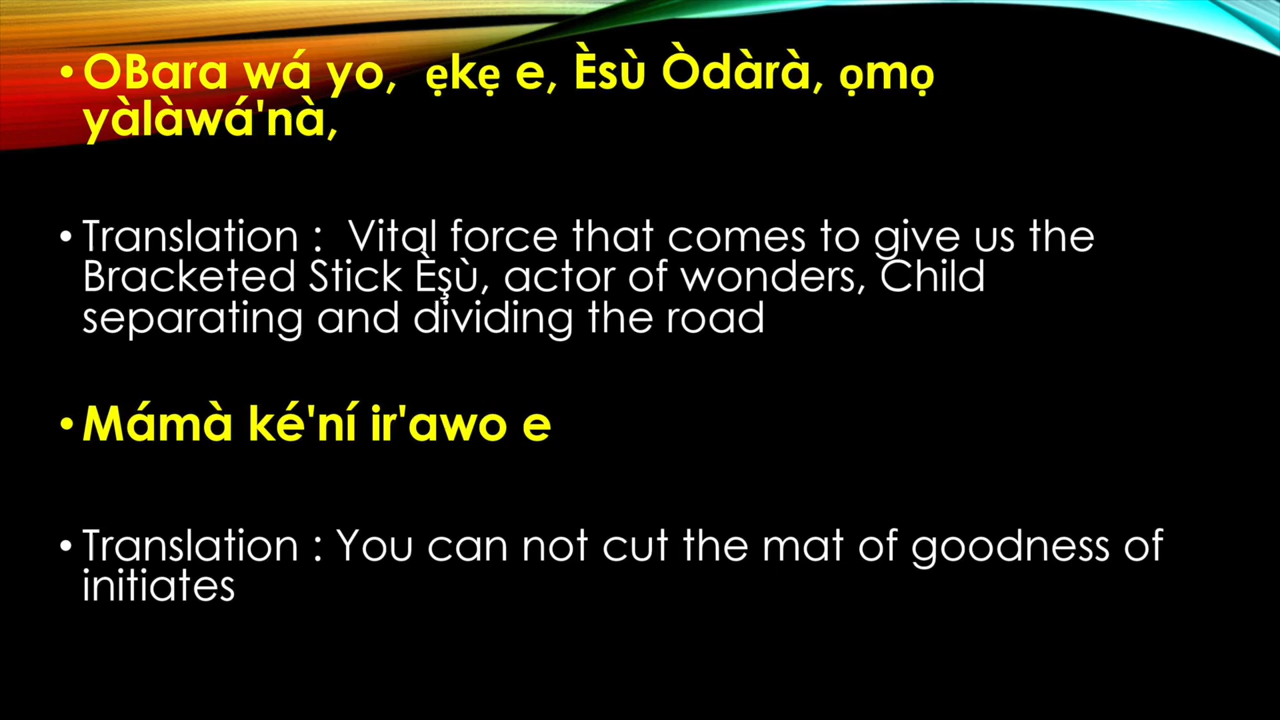 • OBara wá yo,  ẹkẹ e, Èsù Òdàrà, ọmọ
yàlàwá'nà,
• Translation :  Vital force that comes to give us the
Bracketed Stick Èşù, actor of wonders, Child
separating and dividing the road
• Mámà ké'ní ir'awo e
• Translation : You can not cut the mat of goodness of
initiates